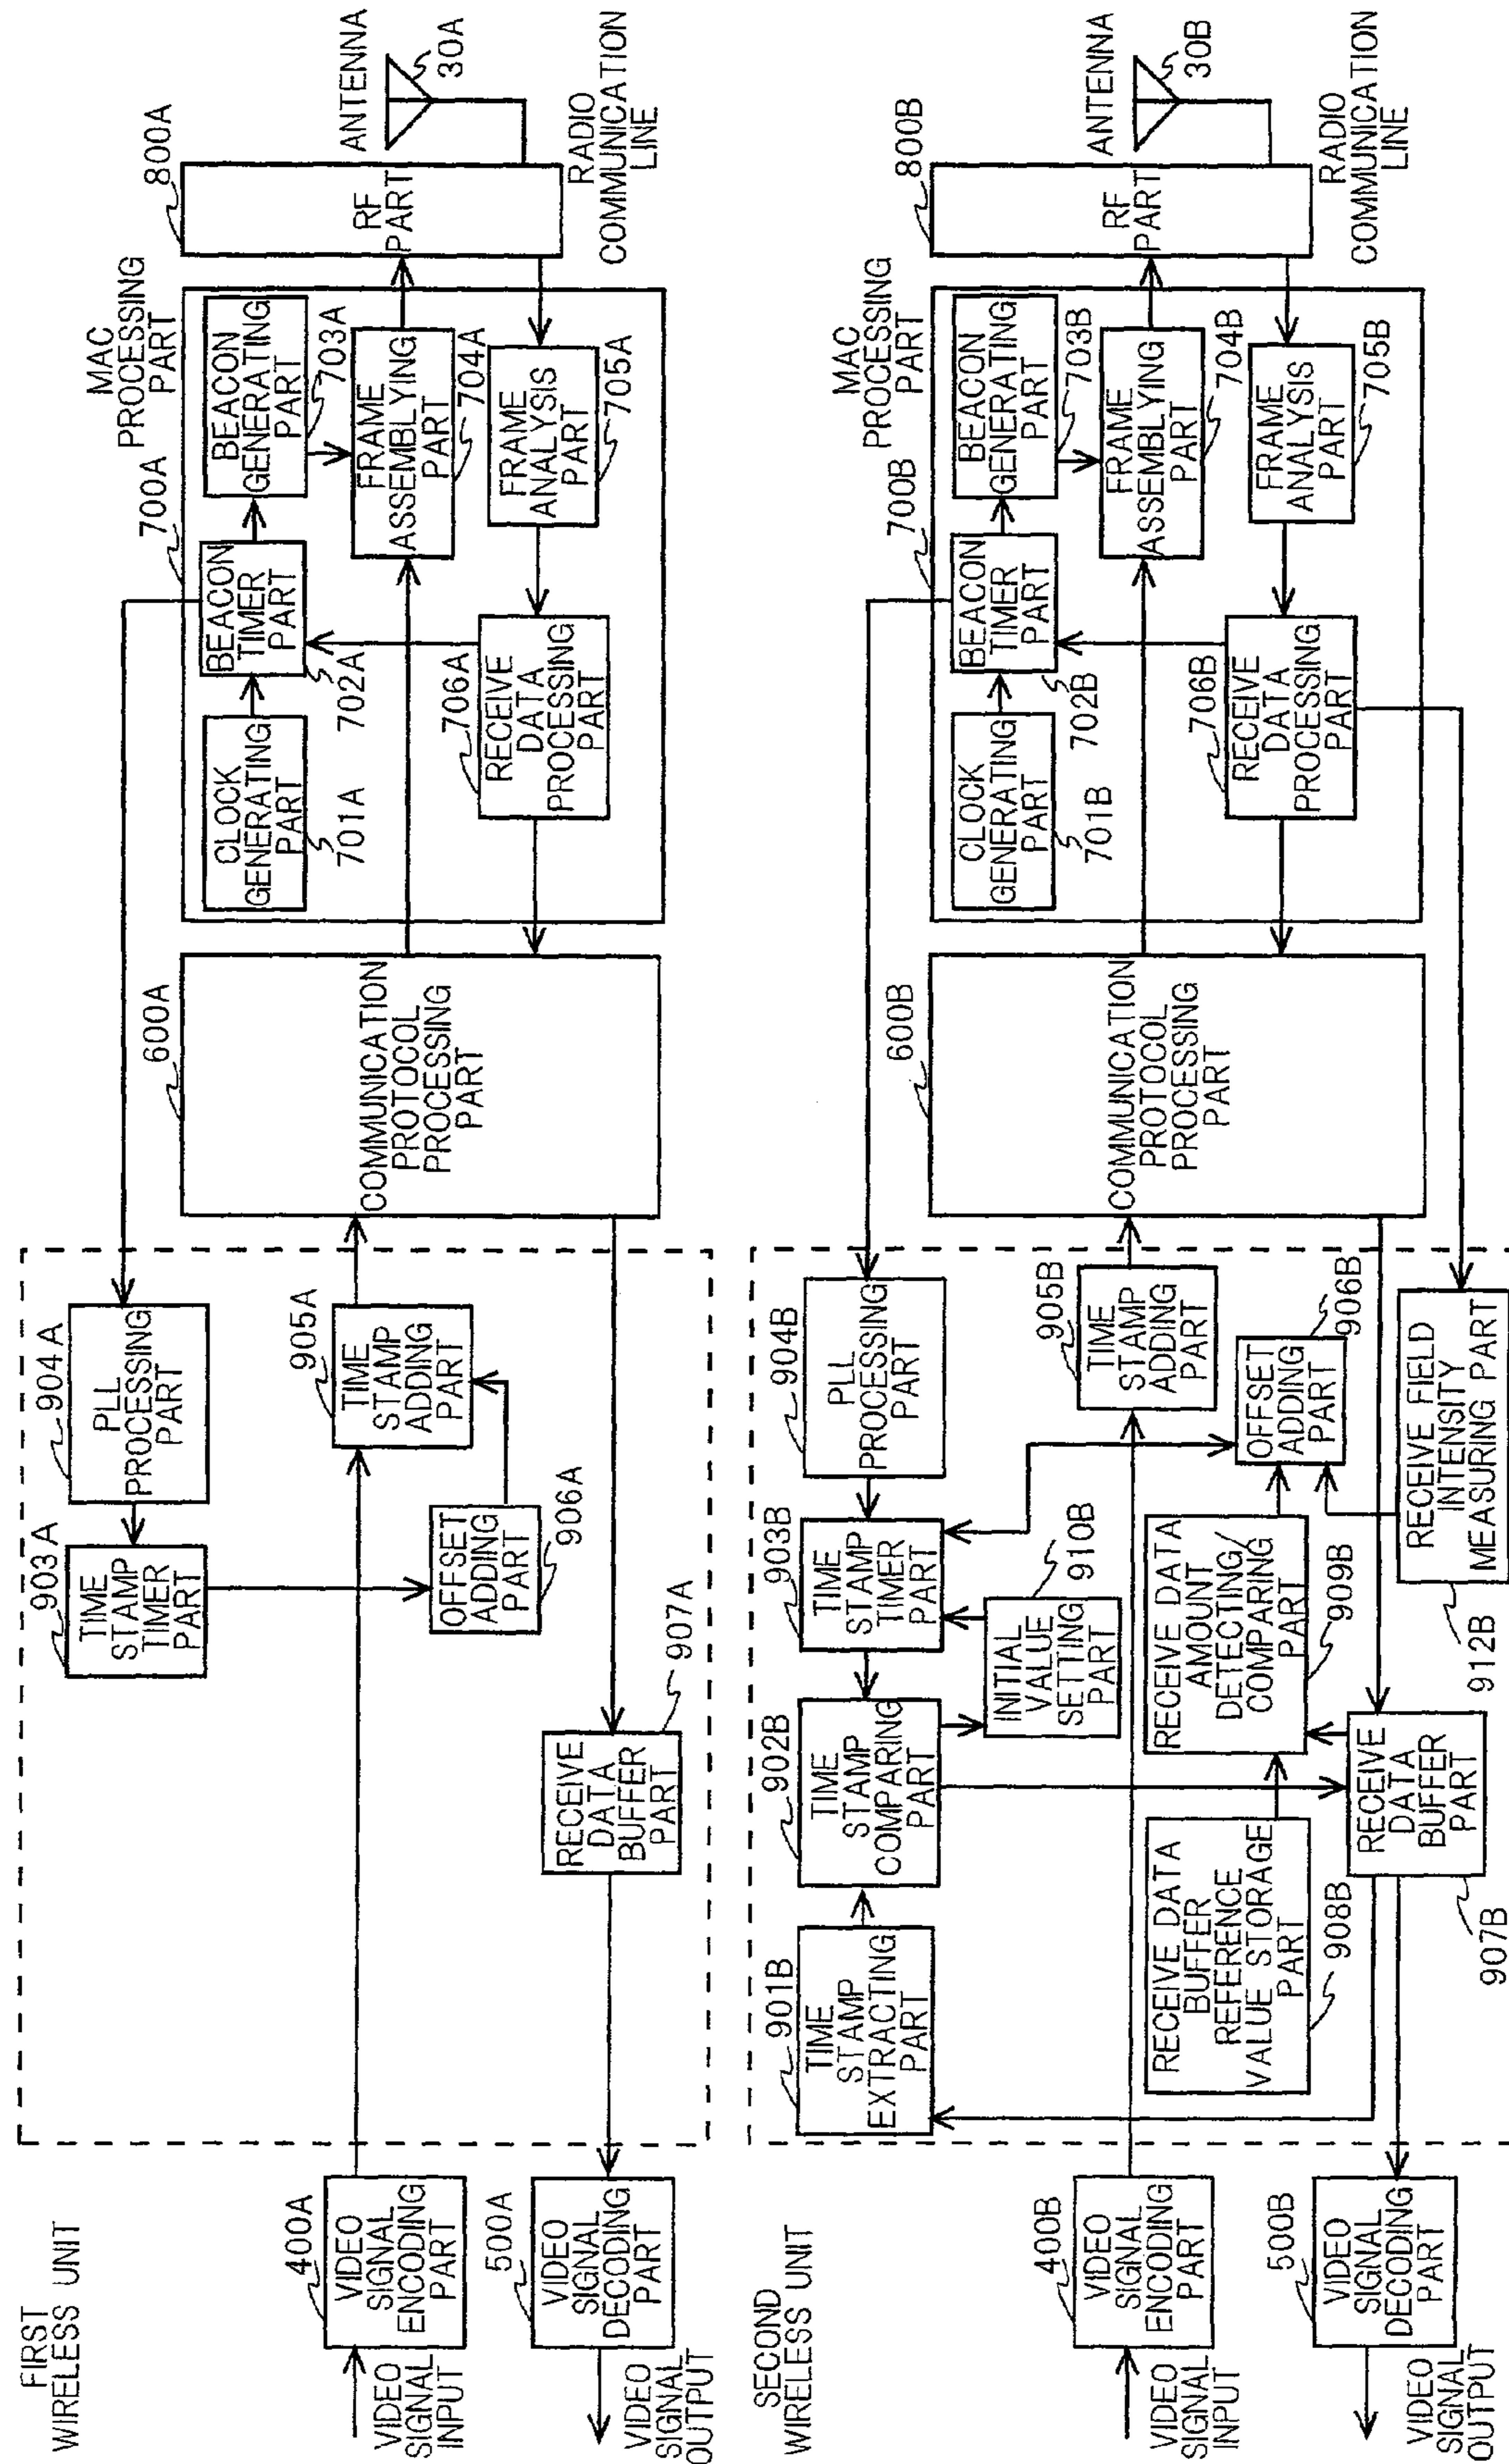 FIRST
WIRELESS UNIT
VIDEO
SIGNAL
INPUT
400A
VIDEO
SIGNAL
ENCODING
PART
VIDEO
SIGNAL
OUTPUT
500A
VIDEO
SIGNAL
DECODING
PART
903A
TIME
STAMP
TIMER
PART
904A
PLL
PROCESSING
PART
905A
TIME
STAMP
ADDING
PART
OFFSET
ADDING
PART
906A
907A
RECEIVE
DATA
BUFFER
PART
600A
COMMUNICATION
PROTOCOL
PROCESSING
PART
MAC
PROCESSING
PART
700A
CLOCK
GENERATING
PART
701A
BEACON
TIMER
PART
702A
BEACON
GENERATING
PART
703A
FRAME
ASSEMBLYING
PART
704A
FRAME
ANALYSIS
PART
705A
706A
RECEIVE
DATA
PROCESSING
PART
800A
RF
PART
ANTENNA
30A
RADIO
COMMUNICATION
LINE
SECOND
WIRELESS UNIT
VIDEO
SIGNAL
INPUT
400B
VIDEO
SIGNAL
ENCODING
PART
VIDEO
SIGNAL
OUTPUT
500B
VIDEO
SIGNAL
DECODING
PART
901B
TIME
STAMP
EXTRACTING
PART
902B
TIME
STAMP
COMPARING
PART
903B
TIME
STAMP
TIMER
PART
904B
PLL
PROCESSING
PART
905B
TIME
STAMP
ADDING
PART
INITIAL
VALUE
SETTING
PART
910B
OFFSET
ADDING
PART
906B
RECEIVE DATA
BUFFER
REFERENCE
VALUE STORAGE
PART
908B
RECEIVE DATA
AMOUNT
DETECTING/
COMPARING
PART
909B
RECEIVE
DATA
BUFFER
PART
907B
RECEIVE FIELD
INTENSITY
MEASURING PART
912B
600B
COMMUNICATION
PROTOCOL
PROCESSING
PART
MAC
PROCESSING
PART
700B
CLOCK
GENERATING
PART
701B
BEACON
TIMER
PART
702B
BEACON
GENERATING
PART
703B
FRAME
ASSEMBLYING
PART
704B
FRAME
ANALYSIS
PART
705B
706B
RECEIVE
DATA
PROCESSING
PART
800B
RF
PART
ANTENNA
30B
RADIO
COMMUNICATION
LINE